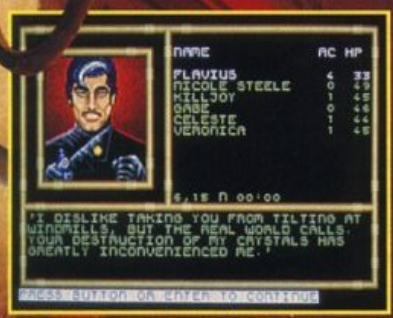 NAME AC HP
FLAVIUS 4 33
NICOLE STEELE 0 49
KILLJOY 1 45
GABE 0 46
CELESTE 1 44
VERONICA 1 45
6,15 N 00:00
'I DISLIKE TAKING YOU FROM TILTING AT
WINDMILLS, BUT THE REAL WORLD CALLS.
YOUR DESTRUCTION OF MY CRYSTALS HAS
GREATLY INCONVENIENCED ME.'
PRESS BUTTON OR ENTER TO CONTINUE